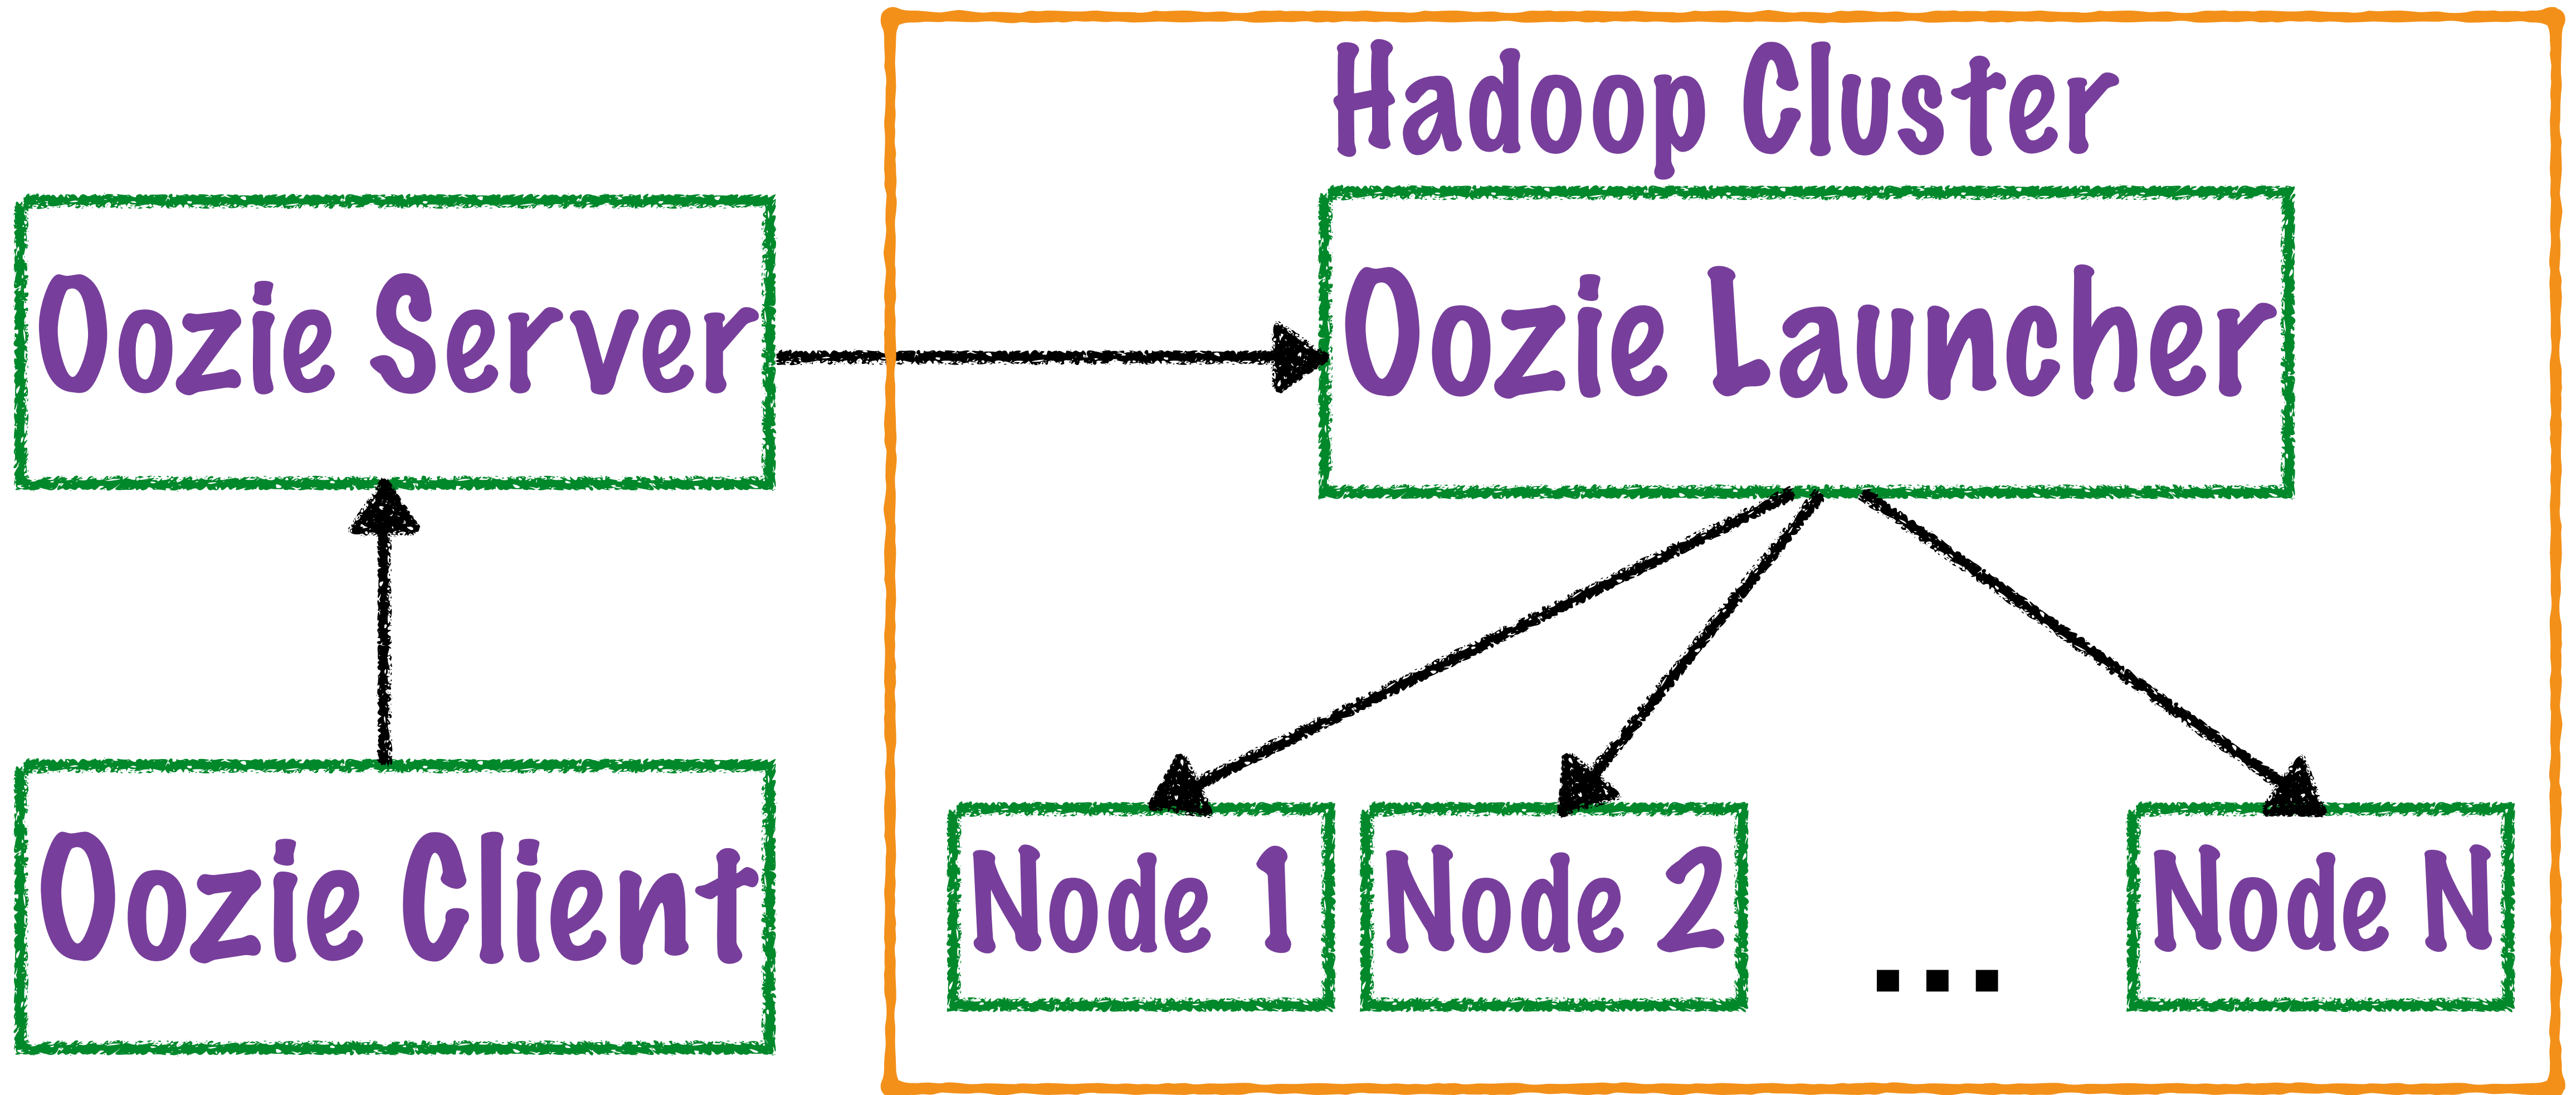 Hadoop Cluster
Oozie Server
Oozie Launcher
Oozie Client
Node 1
Node 2
...
Node N